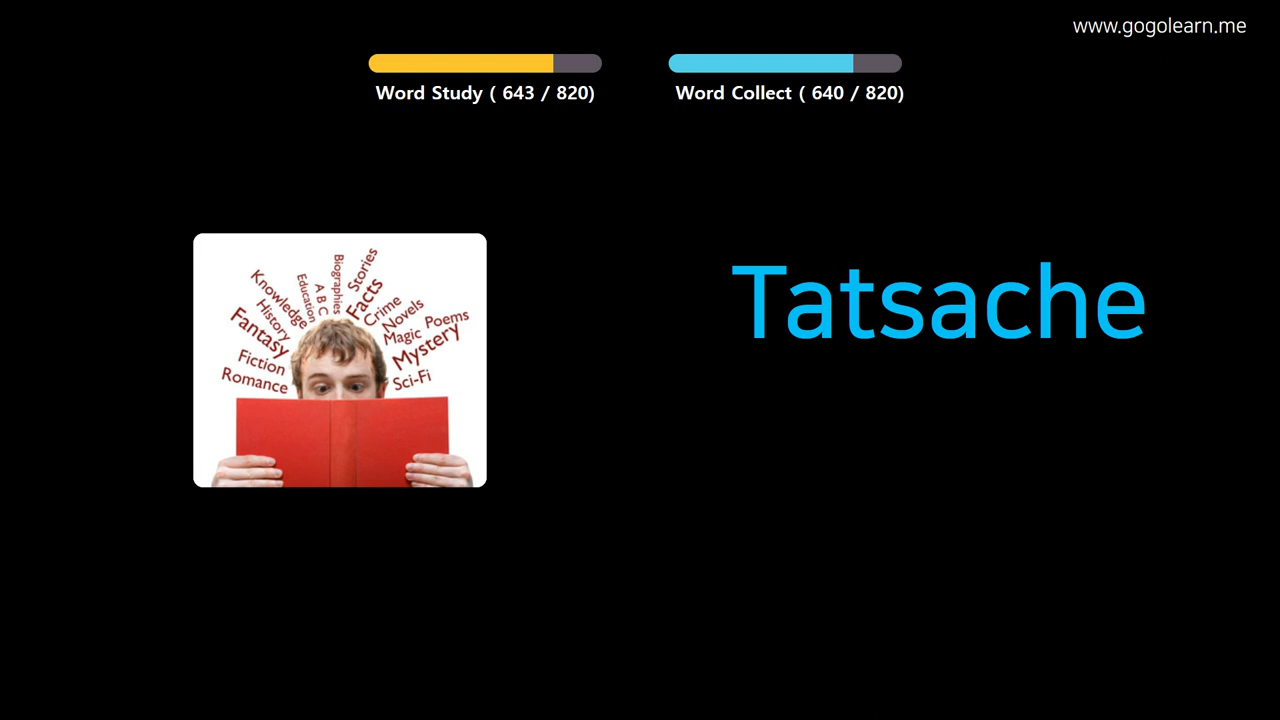 www.gogolearn.me
Word Study ( 643 / 820)
Word Collect ( 640 / 820)
Tatsache
Knowledge
History
Fantasy
Fiction
Romance
Education
A B C
Biographies
Stories
Facts
Crime
Novels
Magic
Poems
Mystery
Sci-Fi